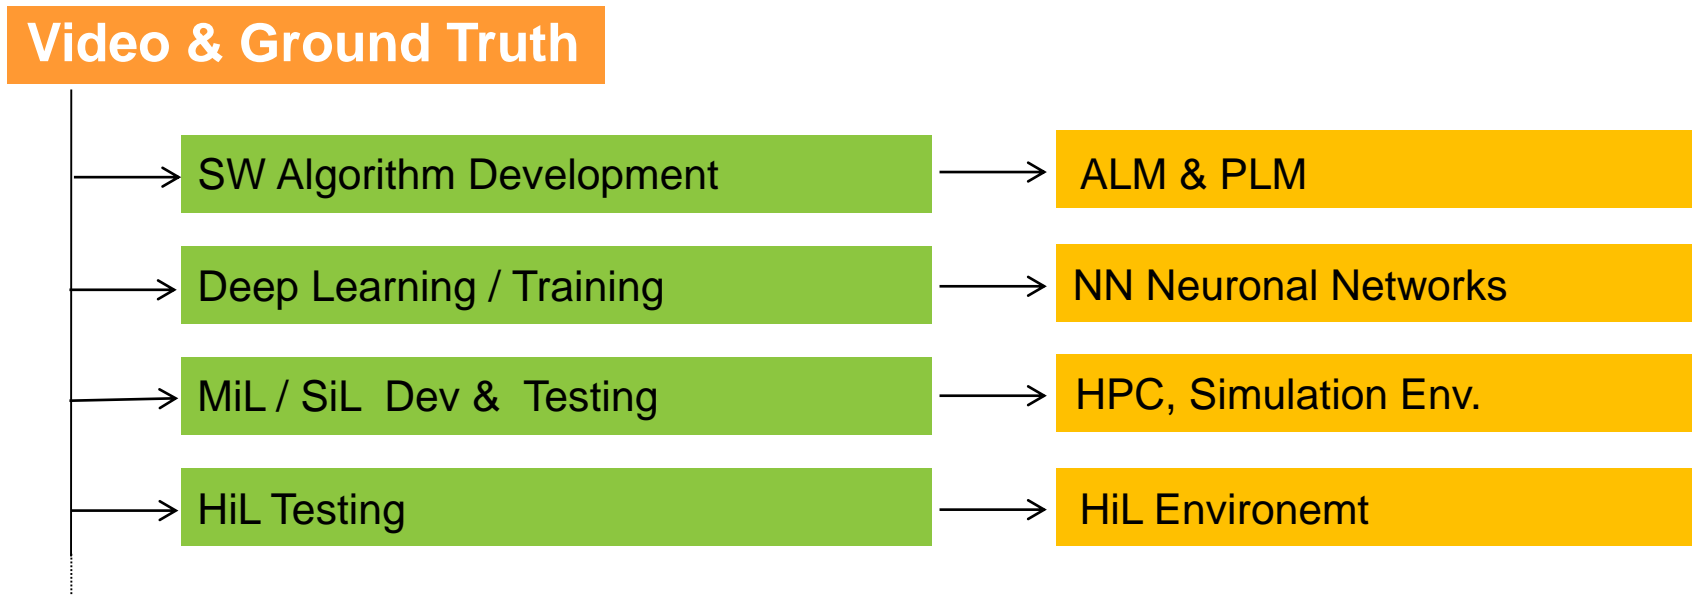 Video & Ground Truth
SW Algorithm Development
ALM & PLM
Deep Learning / Training
NN Neuronal Networks
MiL / SiL Dev & Testing
HPC, Simulation Env.
HiL Testing
HiL Environemt